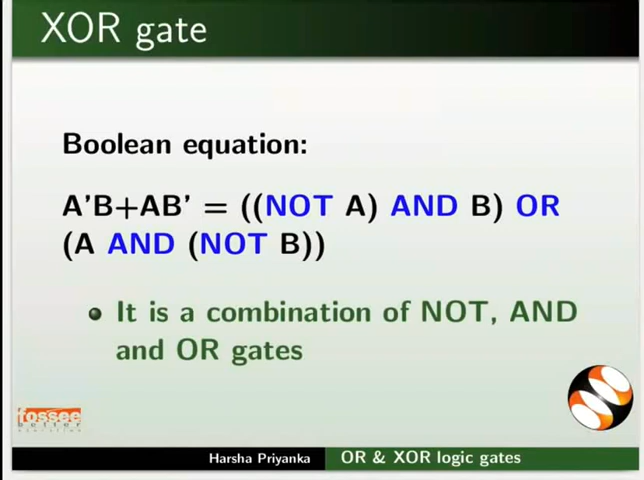 XOR gate
Boolean equation:
A'B+AB' = ((NOT A) AND B) OR
(A AND (NOT B))
It is a combination of NOT, AND
and OR gates
fossee
Harsha Priyanka
OR & XOR logic gates